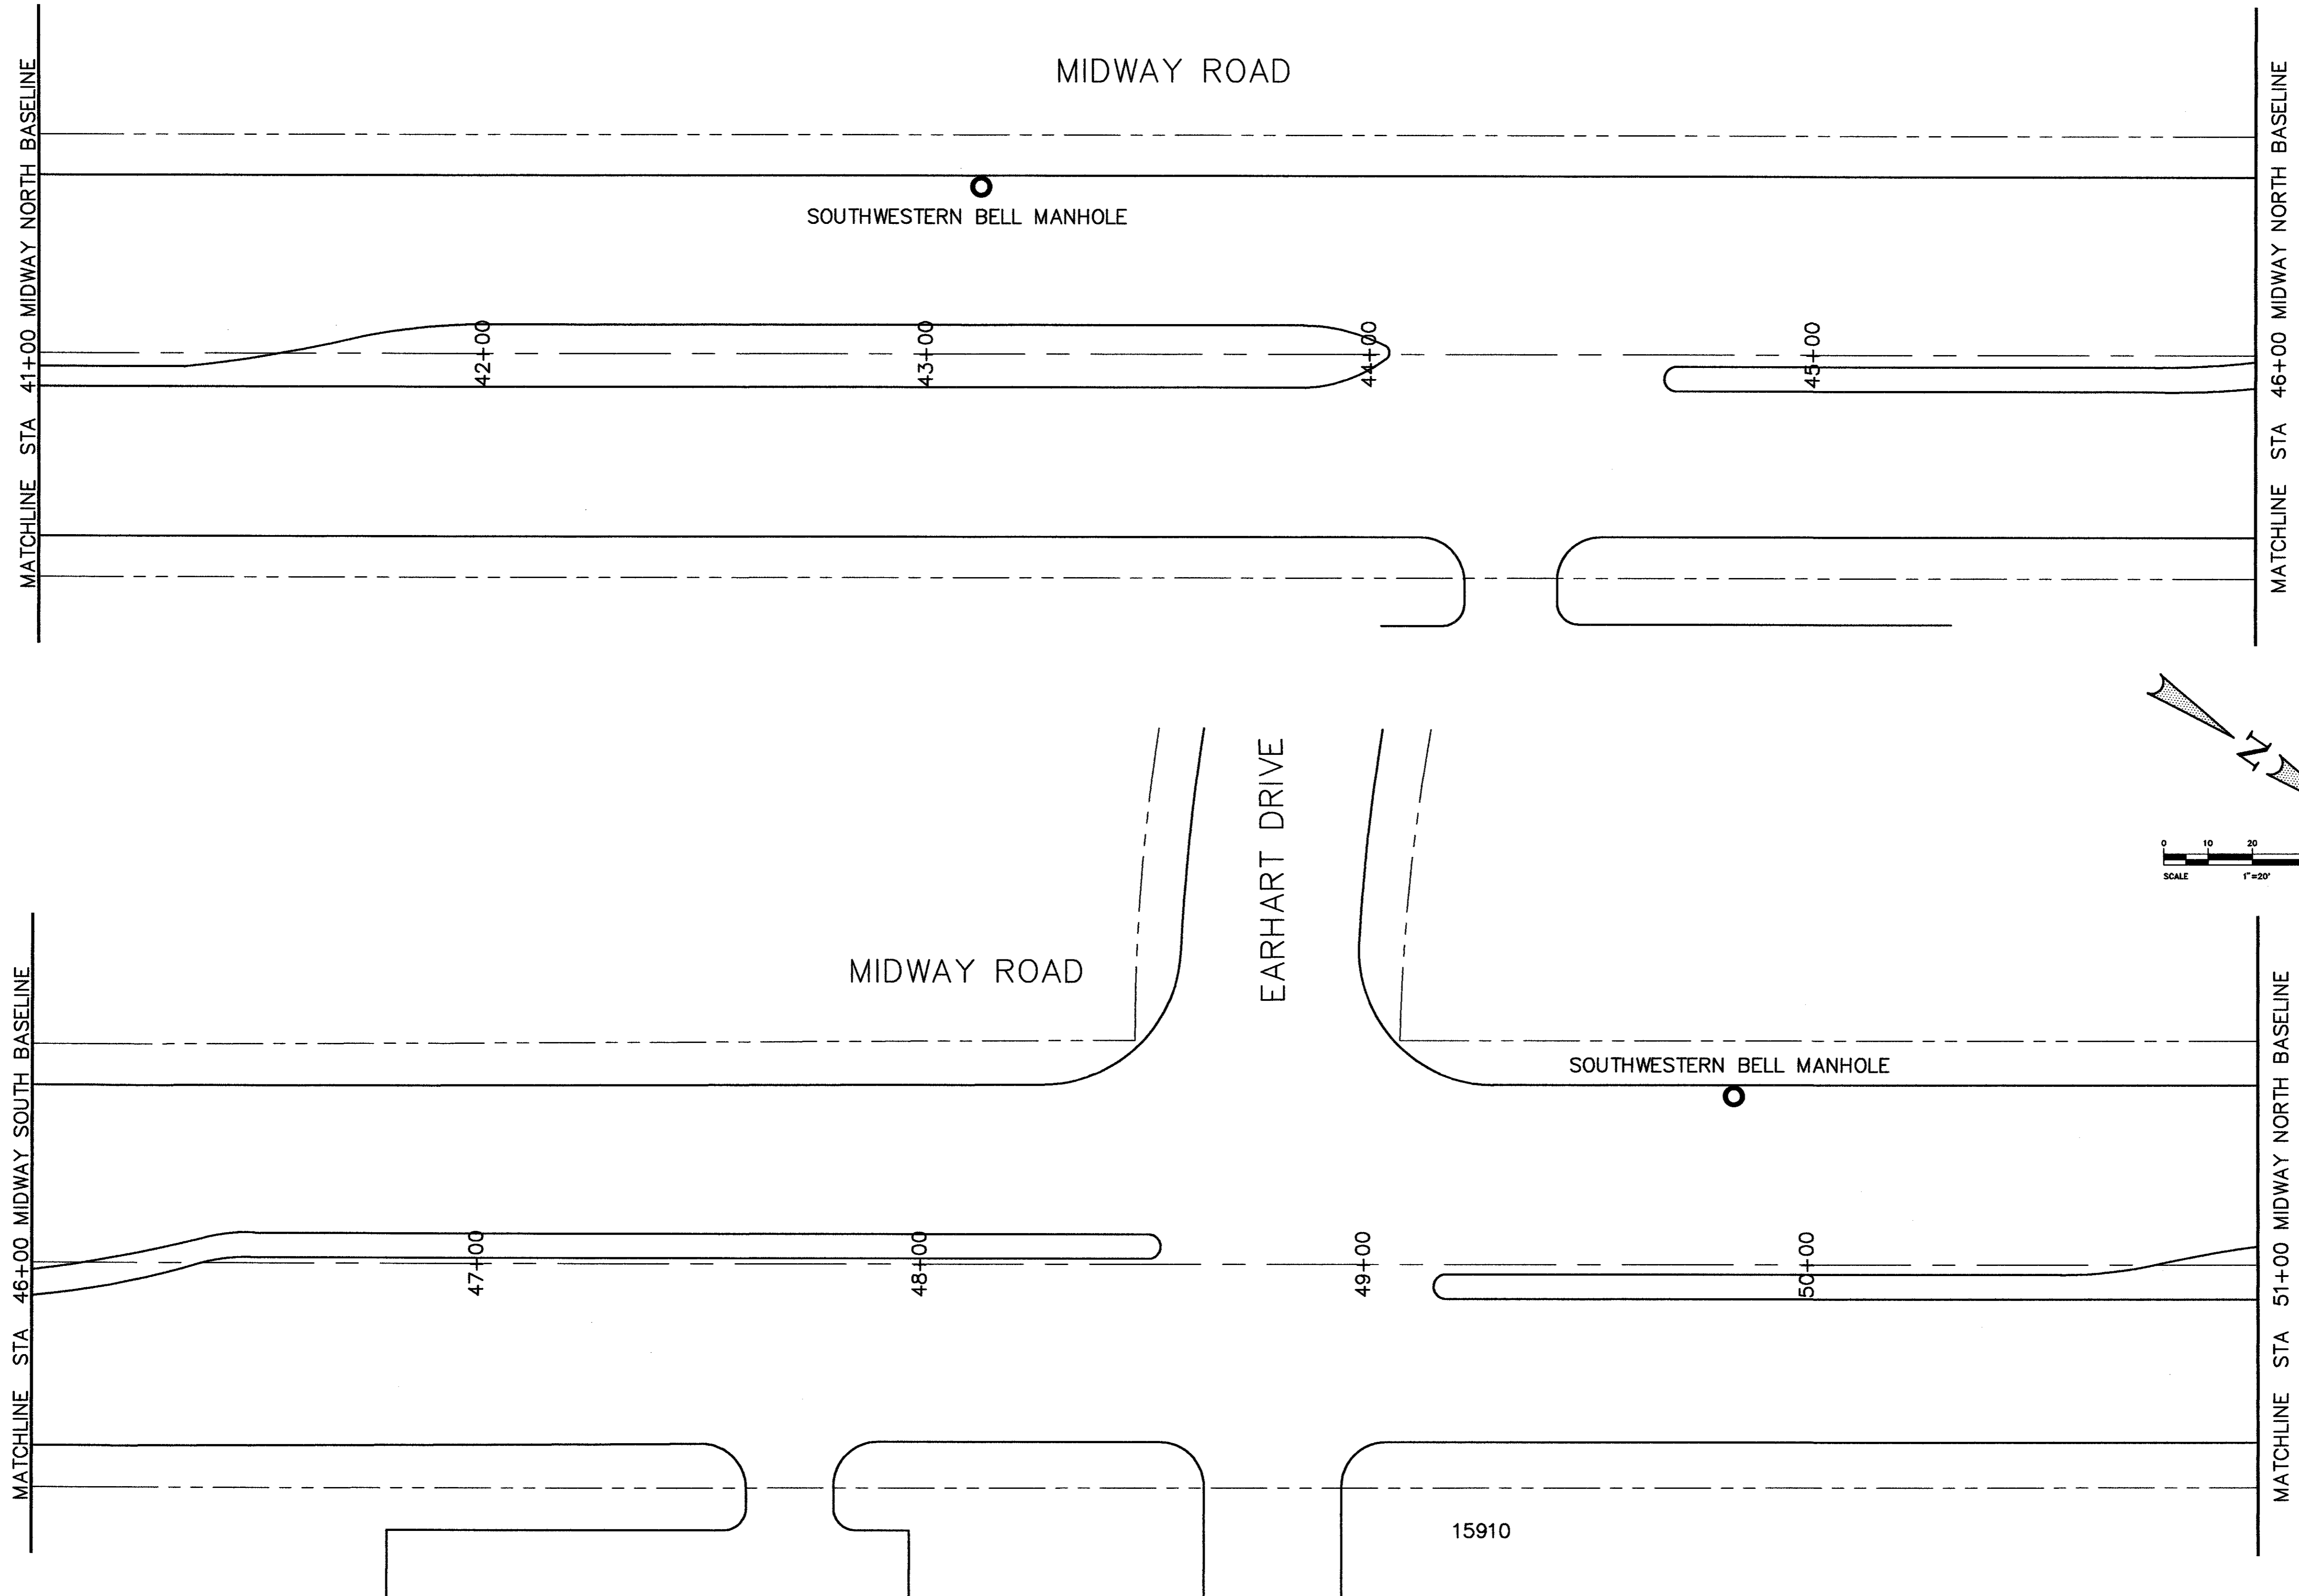 MIDWAY ROAD
MATCHLINE STA 41+00 MIDWAY NORTH BASELINE
MATCHLINE STA 46+00 MIDWAY NORTH BASELINE
SOUTHWESTERN BELL MANHOLE
42+00
43+00
44+00
45+00
N
0 10 20
SCALE 1"=20'
EARHART DRIVE
MIDWAY ROAD
MATCHLINE STA 46+00 MIDWAY SOUTH BASELINE
MATCHLINE STA 51+00 MIDWAY NORTH BASELINE
SOUTHWESTERN BELL MANHOLE
47+00
48+00
49+00
50+00
15910